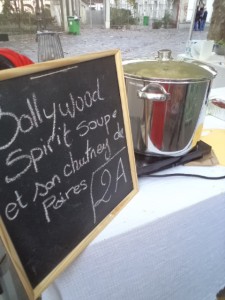 Bollywood
Spirit Soupe
et son chutney de
Poires 2A